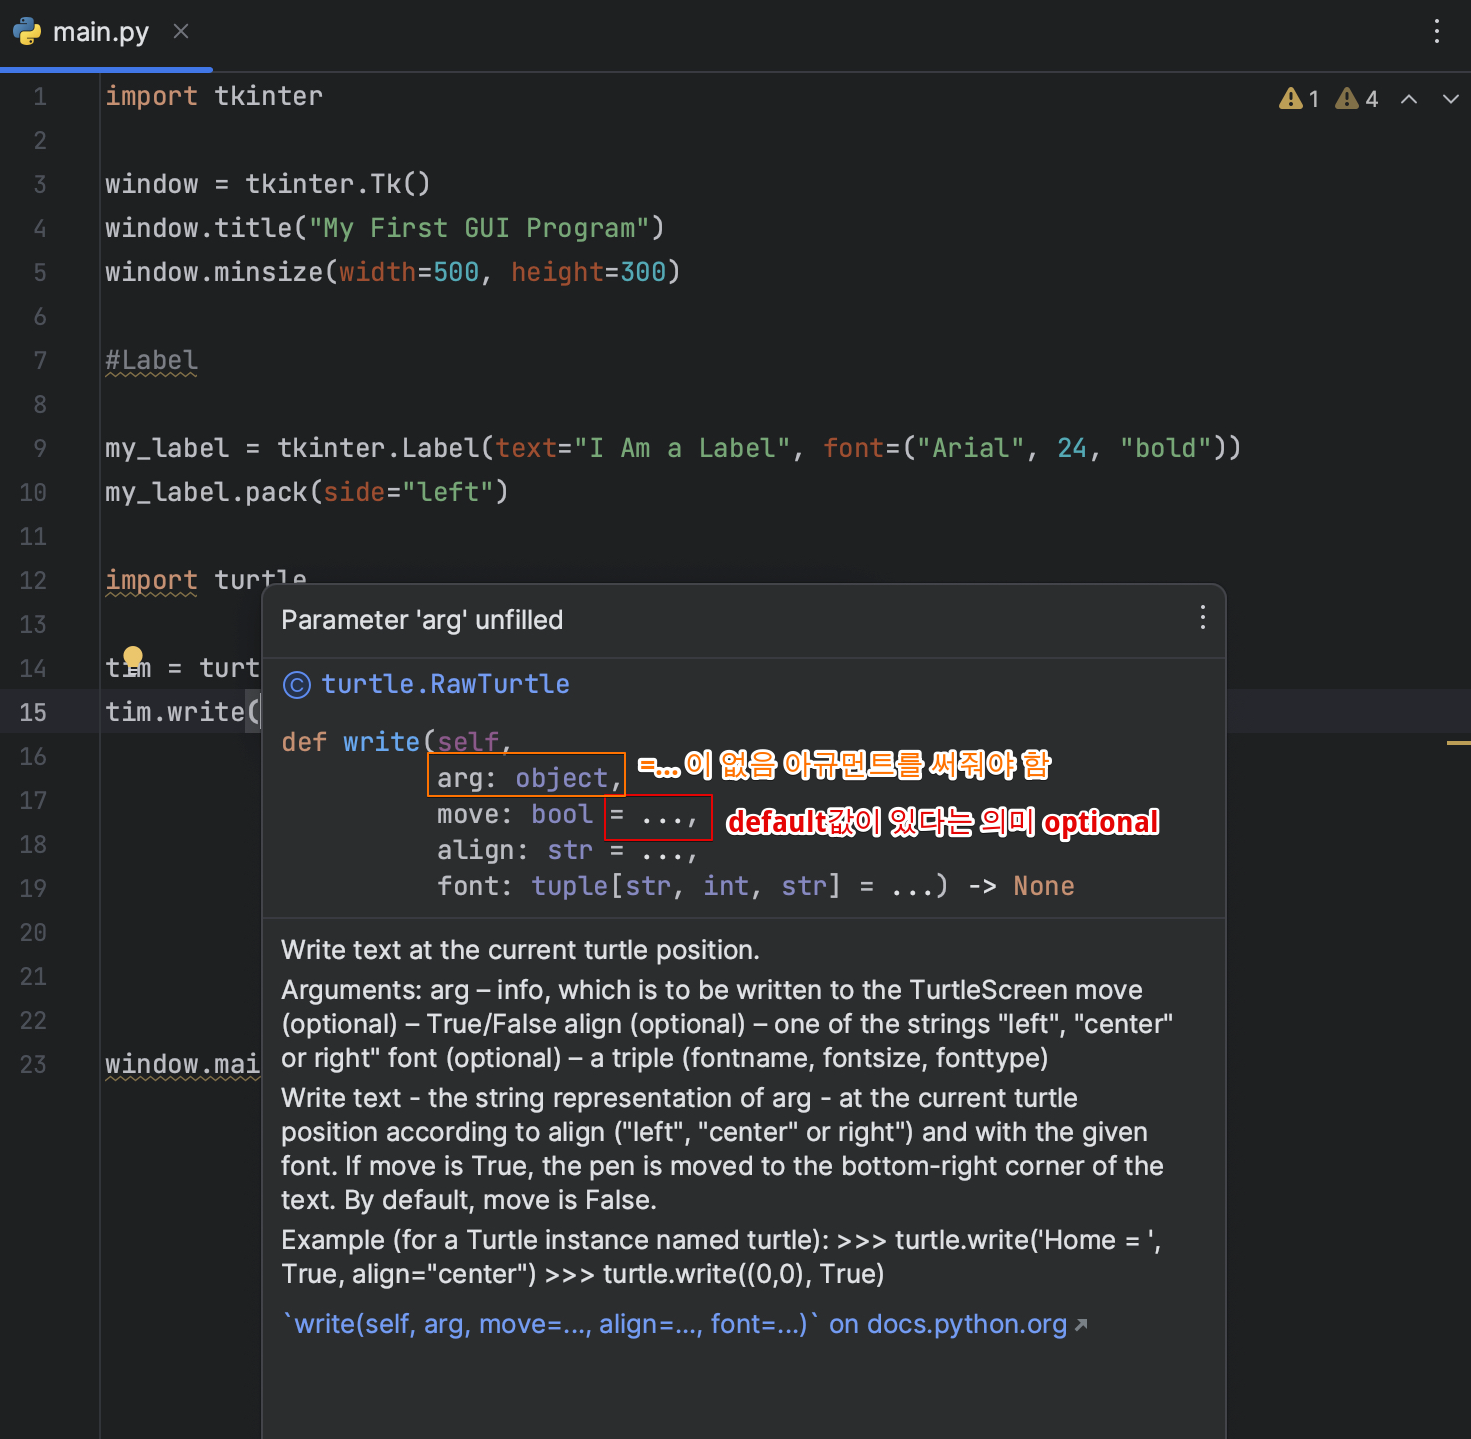 main.py
1 import tkinter
1 4
2
3 window = tkinter.Tk()
4 window.title("My First GUI Program")
5 window.minsize(width=500, height=300)
6
7 #Label
8
9 my_label = tkinter.Label(text="I Am a Label", font=("Arial", 24, "bold"))
10 my_label.pack(side="left")
11
12 import turtle
13
14 tim = turt
15 tim.write(
16
17
18
19
20
21
22
23 window.mai
Parameter 'arg' unfilled
C turtle.RawTurtle
def write(self,
arg: object, =... 이 없음 아규먼트를 써줘야 함
move: bool = ..., default값이 있다는 의미 optional
align: str = ...,
font: tuple[str, int, str] = ...) -> None
Write text at the current turtle position.
Arguments: arg – info, which is to be written to the TurtleScreen move
(optional) – True/False align (optional) – one of the strings "left", "center"
or right" font (optional) – a triple (fontname, fontsize, fonttype)
Write text - the string representation of arg - at the current turtle
position according to align ("left", "center" or right") and with the given
font. If move is True, the pen is moved to the bottom-right corner of the
text. By default, move is False.
Example (for a Turtle instance named turtle): >>> turtle.write('Home = ',
True, align="center") >>> turtle.write((0,0), True)
`write(self, arg, move=..., align=..., font=...)` on docs.python.org